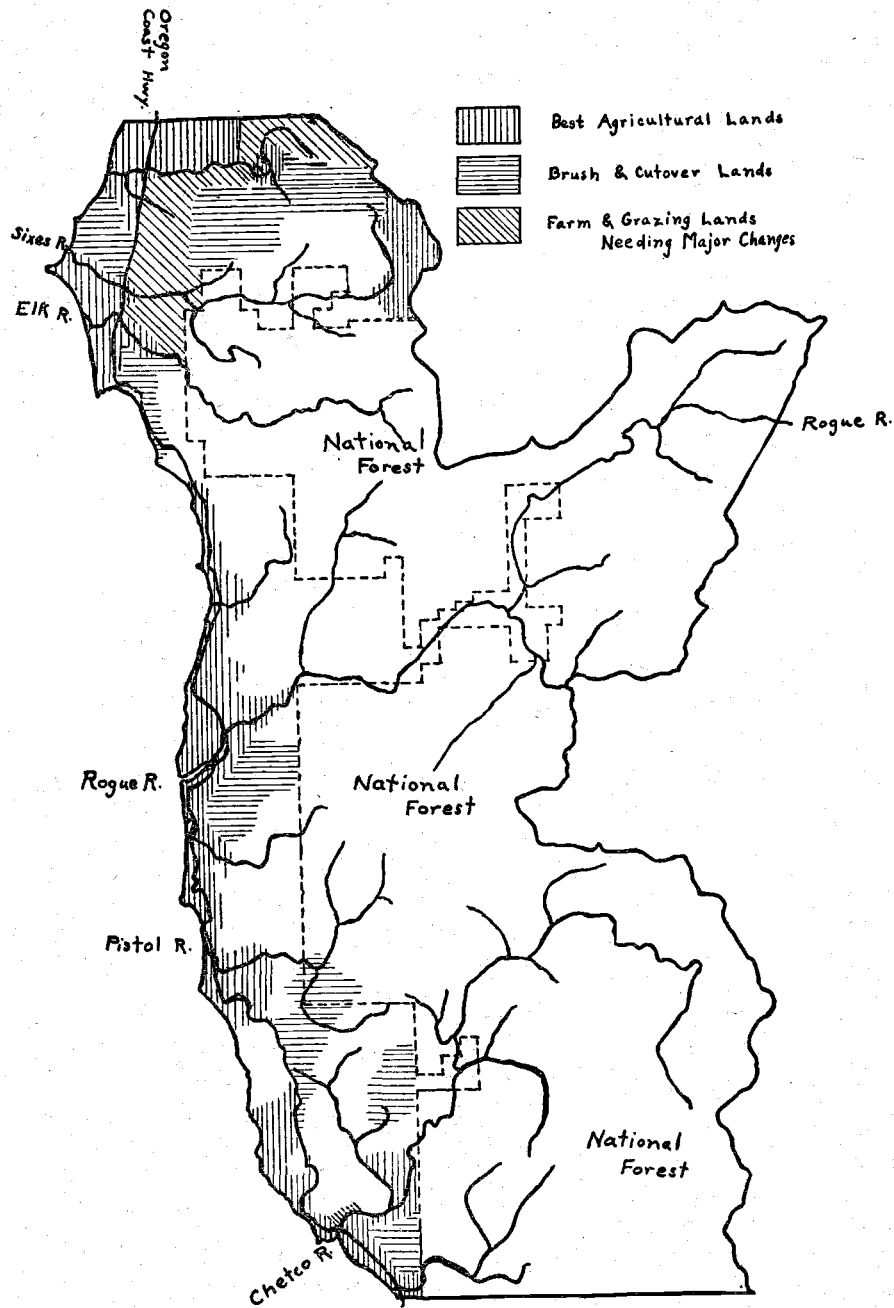 Oregon
Coast Hwy.
Best Agricultural Lands
Brush & Cutover Lands
Farm & Grazing Lands
Needing Major Changes
Sixes R.
Elk R.
National
Forest
Rogue R.
Rogue R.
National
Forest
Pistol R.
National
Forest
Chetco R.